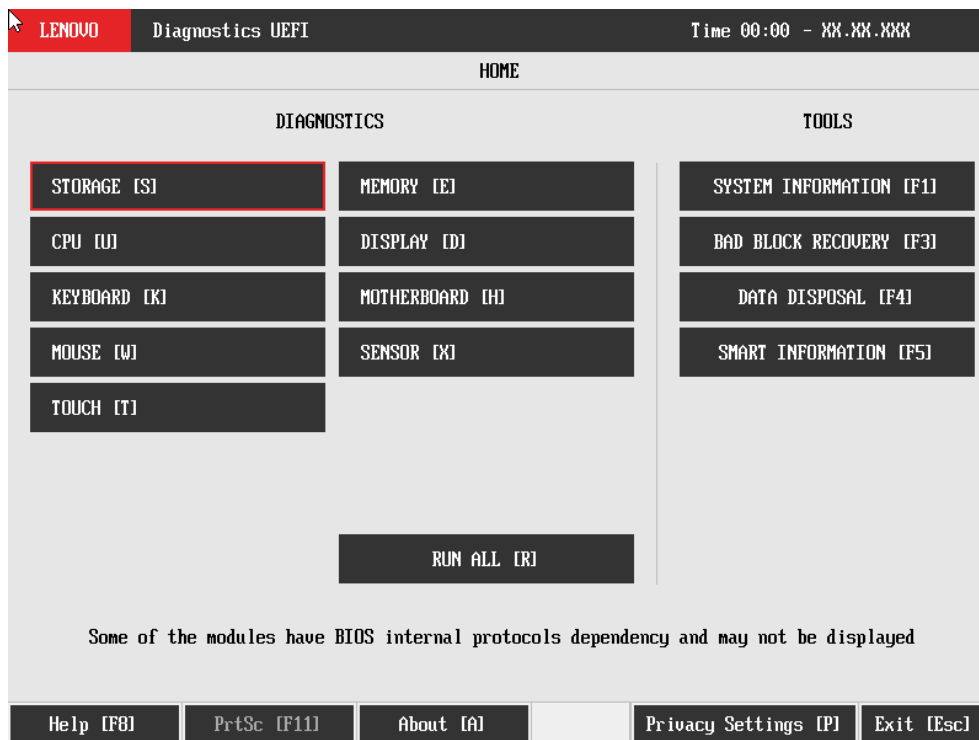 LENOVO Diagnostics UEFI Time 00:00 - XX.XX.XXX
HOME
DIAGNOSTICS TOOLS
STORAGE [S] MEMORY [E] SYSTEM INFORMATION [F1]
CPU [U] DISPLAY [D] BAD BLOCK RECOVERY [F3]
KEYBOARD [K] MOTHERBOARD [H] DATA DISPOSAL [F4]
MOUSE [W] SENSOR [X] SMART INFORMATION [F5]
TOUCH [T]
RUN ALL [R]
Some of the modules have BIOS internal protocols dependency and may not be displayed
Help [F8] PrtSc [F11] About [A] Privacy Settings [P] Exit [Esc]